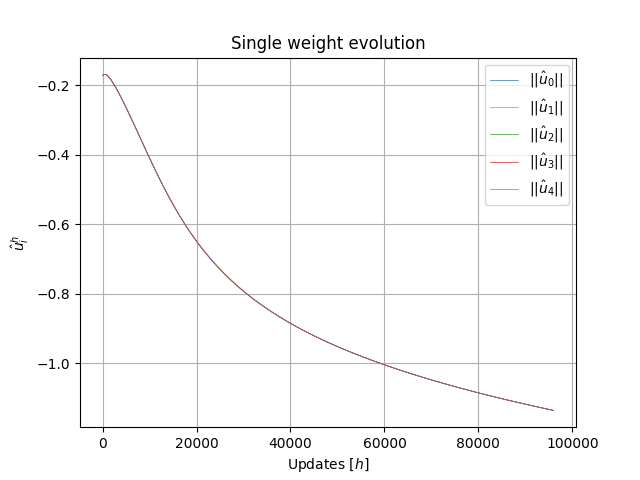 Single weight evolution
−0.2
−0.4
−0.6
−0.8
−1.0
û_i^h
0
20000
40000
60000
80000
100000
Updates [h]
||û_0||
||û_1||
||û_2||
||û_3||
||û_4||